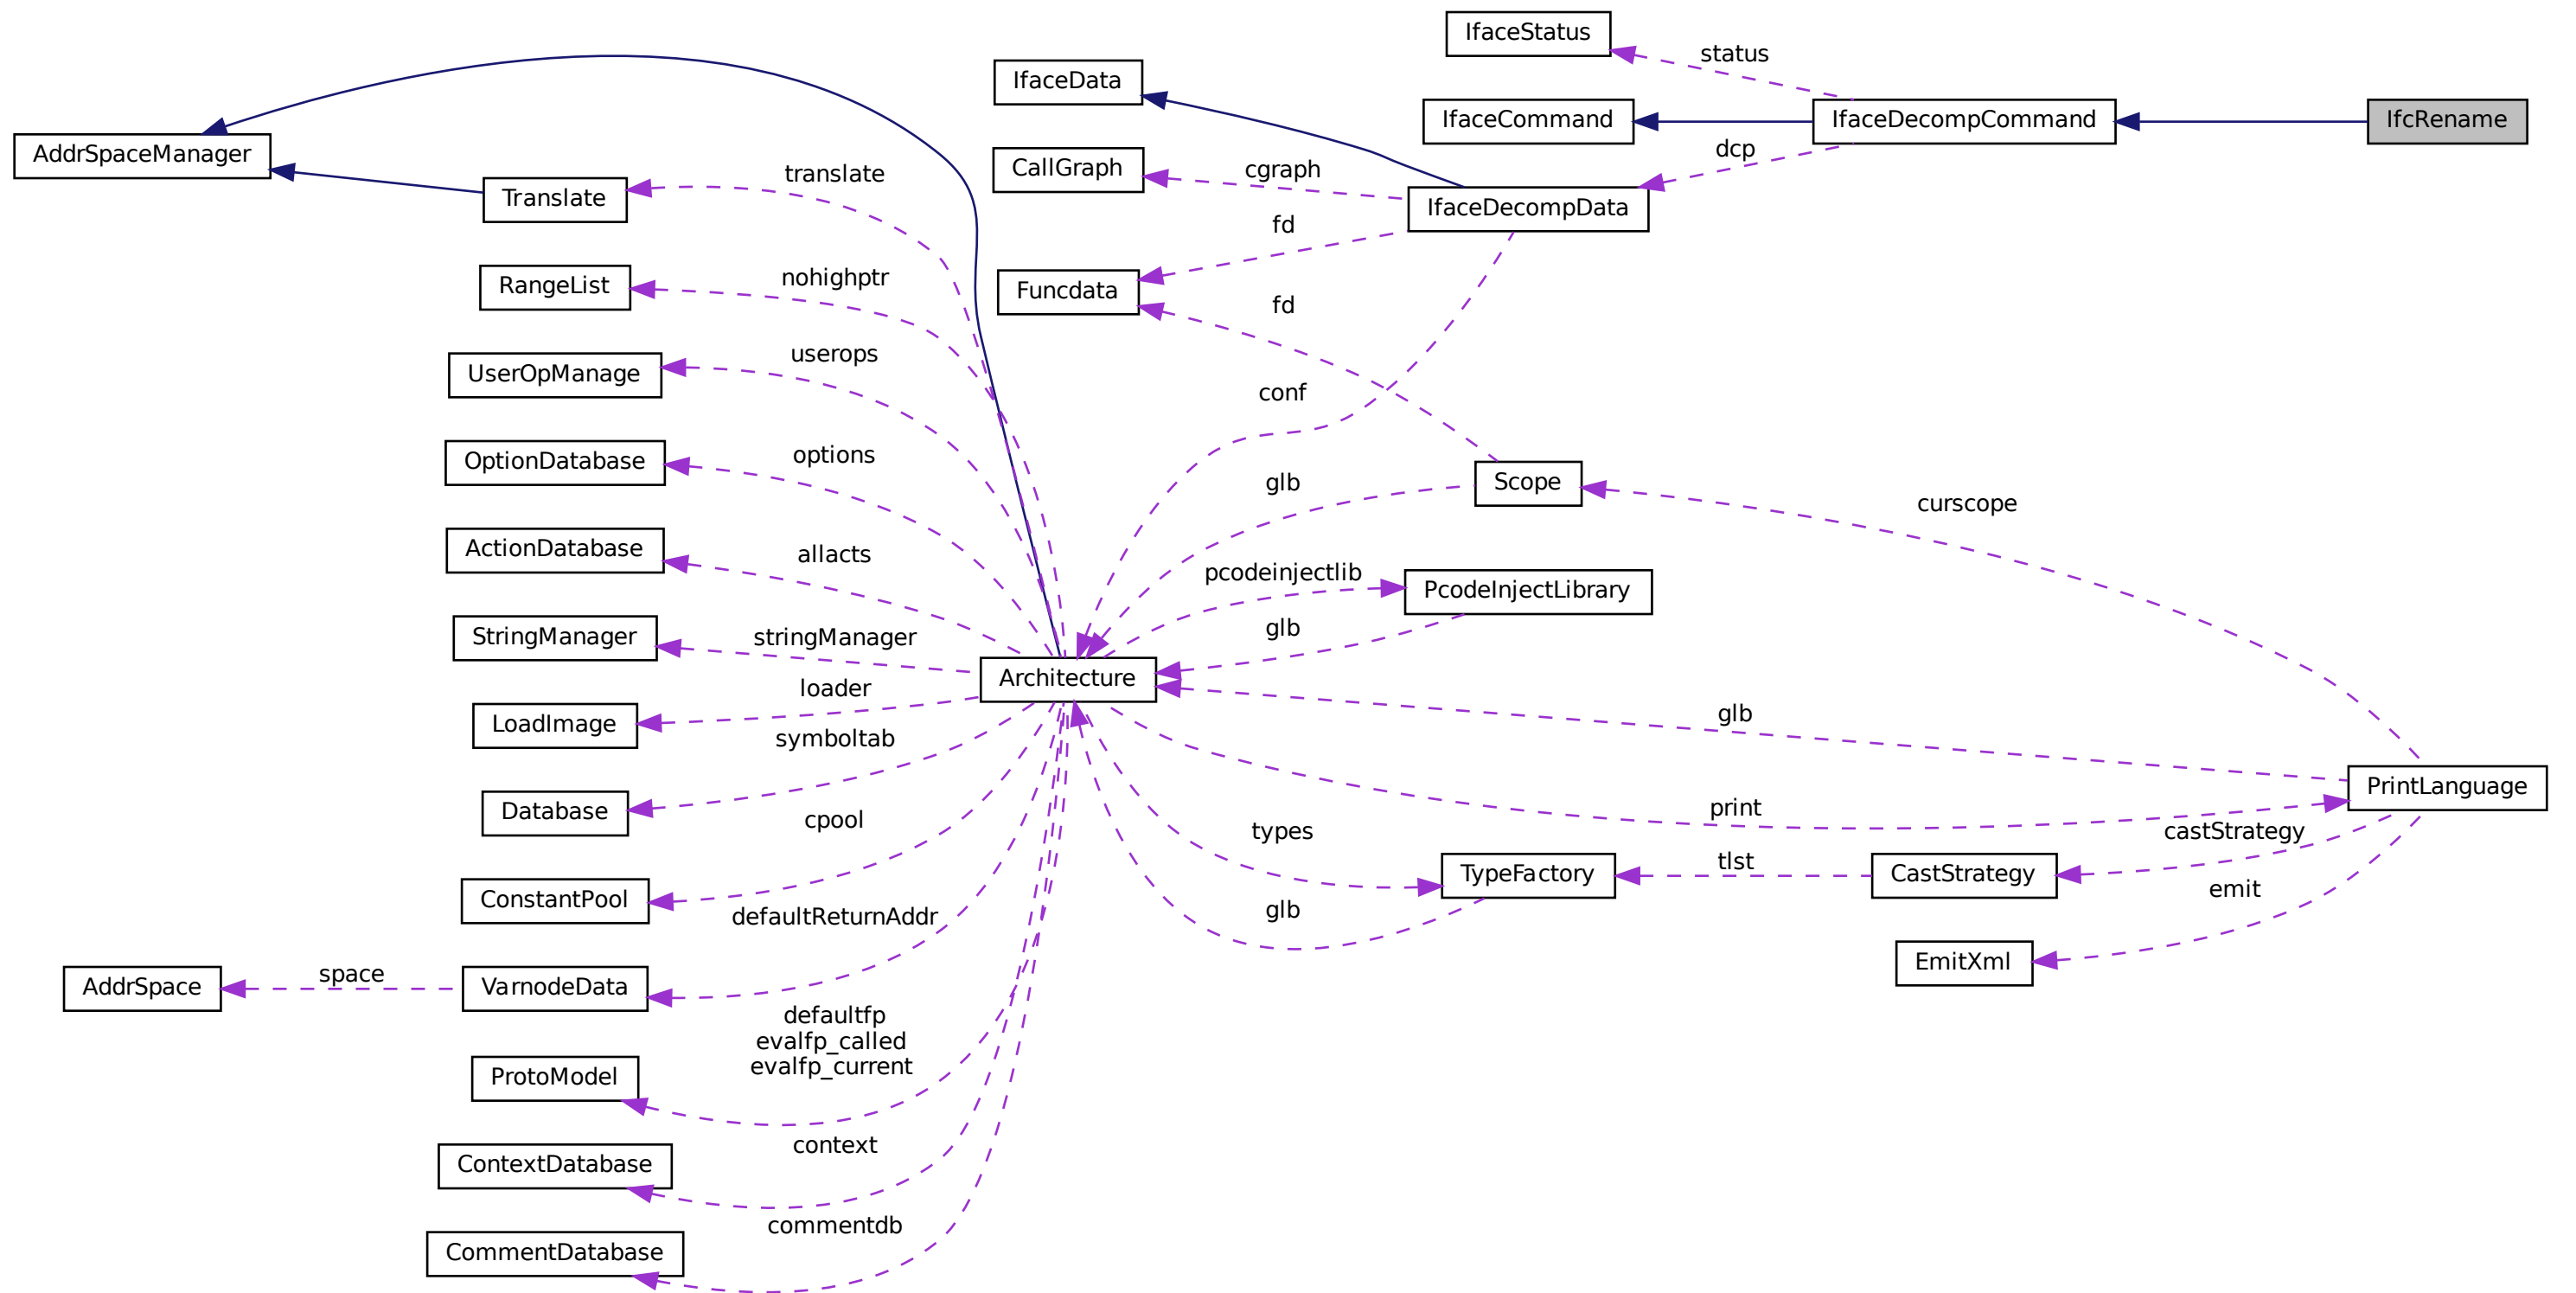 IfaceStatus
status
IfaceData
IfaceCommand
IfaceDecompCommand
IfcRename
AddrSpaceManager
translate
CallGraph
cgraph
dcp
Translate
IfaceDecompData
fd
nohighptr
RangeList
Funcdata
fd
userops
UserOpManage
conf
options
OptionDatabase
glb
Scope
curscope
allacts
ActionDatabase
pcodeinjectlib
PcodeInjectLibrary
stringManager
StringManager
glb
Architecture
loader
LoadImage
glb
symboltab
PrintLanguage
Database
print
cpool
types
castStrategy
tlst
TypeFactory
CastStrategy
ConstantPool
emit
defaultReturnAddr
glb
EmitXml
space
AddrSpace
VarnodeData
defaultfp
evalfp_called
evalfp_current
ProtoModel
context
ContextDatabase
commentdb
CommentDatabase